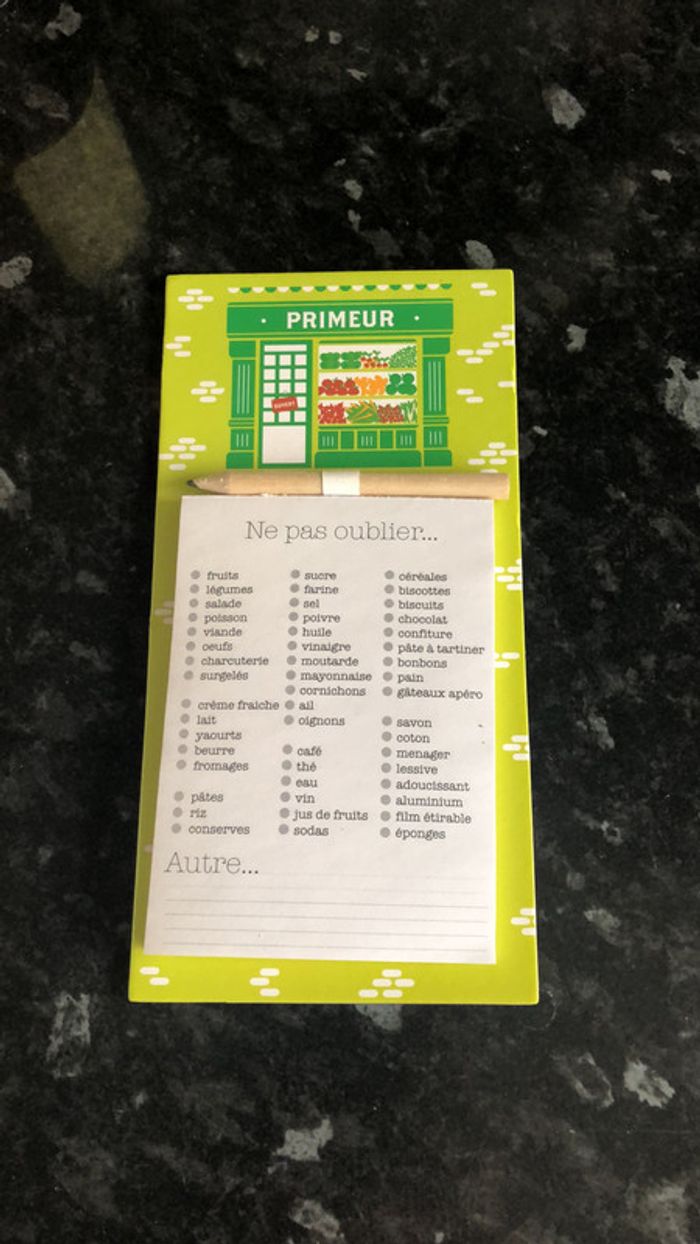 PRIMEUR
OUVERT
Ne pas oublier...
fruits
légumes
salade
poisson
viande
oeufs
charcuterie
surgelés
crème fraiche
lait
yaourts
beurre
fromages
pâtes
riz
conserves
sucre
farine
sel
poivre
huile
vinaigre
moutarde
mayonnaise
cornichons
ail
oignons
café
thé
eau
vin
jus de fruits
sodas
céréales
biscottes
biscuits
chocolat
confiture
pâte à tartiner
bonbons
pain
gâteaux apéro
savon
coton
menager
lessive
adoucissant
aluminium
film étirable
éponges
Autre...